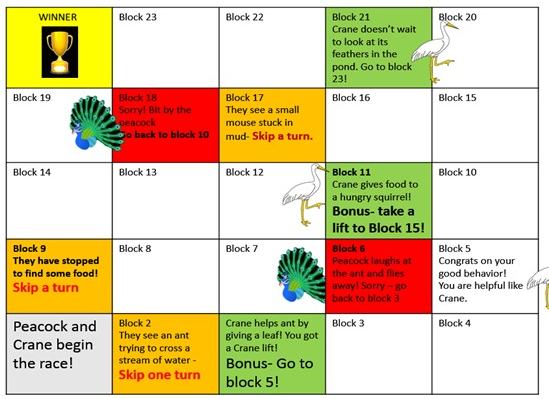 WINNER
Block 23
Block 22
Block 21
Crane doesn't wait
to look at its
feathers in the
pond. Go to block
23!
Block 20
Block 19
Block 18
Sorry! Bit by the
peacock
Go back to block 10
Block 17
They see a small
mouse stuck in
mud- Skip a turn.
Block 16
Block 15
Block 14
Block 13
Block 12
Block 11
Crane gives food to
a hungry squirrel!
Bonus- take a
lift to Block 15!
Block 10
Block 9
They have stopped
to find some food!
Skip a turn
Block 8
Block 7
Block 6
Peacock laughs at
the ant and flies
away! Sorry – go
back to block 3
Block 5
Congrats on your
good behavior!
You are helpful like
Crane.
Peacock and
Crane begin
the race!
Block 2
They see an ant
trying to cross a
stream of water -
Skip one turn
Crane helps ant by
giving a leaf! You got
a Crane lift!
Bonus- Go to
block 5!
Block 3
Block 4